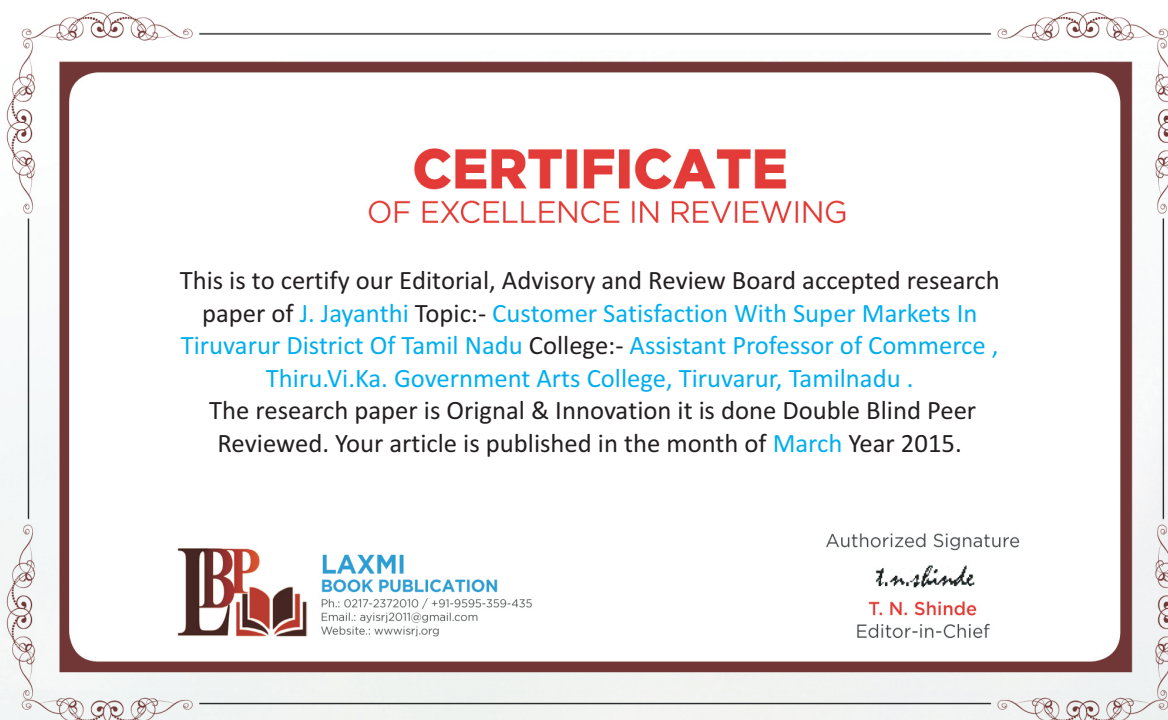 CERTIFICATE
OF EXCELLENCE IN REVIEWING
This is to certify our Editorial, Advisory and Review Board accepted research
paper of J. Jayanthi Topic:- Customer Satisfaction With Super Markets In
Tiruvarur District Of Tamil Nadu College:- Assistant Professor of Commerce ,
Thiru.Vi.Ka. Government Arts College, Tiruvarur, Tamilnadu .
The research paper is Orignal & Innovation it is done Double Blind Peer
Reviewed. Your article is published in the month of March Year 2015.
LBP
LAXMI
BOOK PUBLICATION
Ph.: 0217-2372010 / +91-9595-359-435
Email.: ayisrj2011@gmail.com
Website.: wwwisrj.org
Authorized Signature
t.n.shinde
T. N. Shinde
Editor-in-Chief